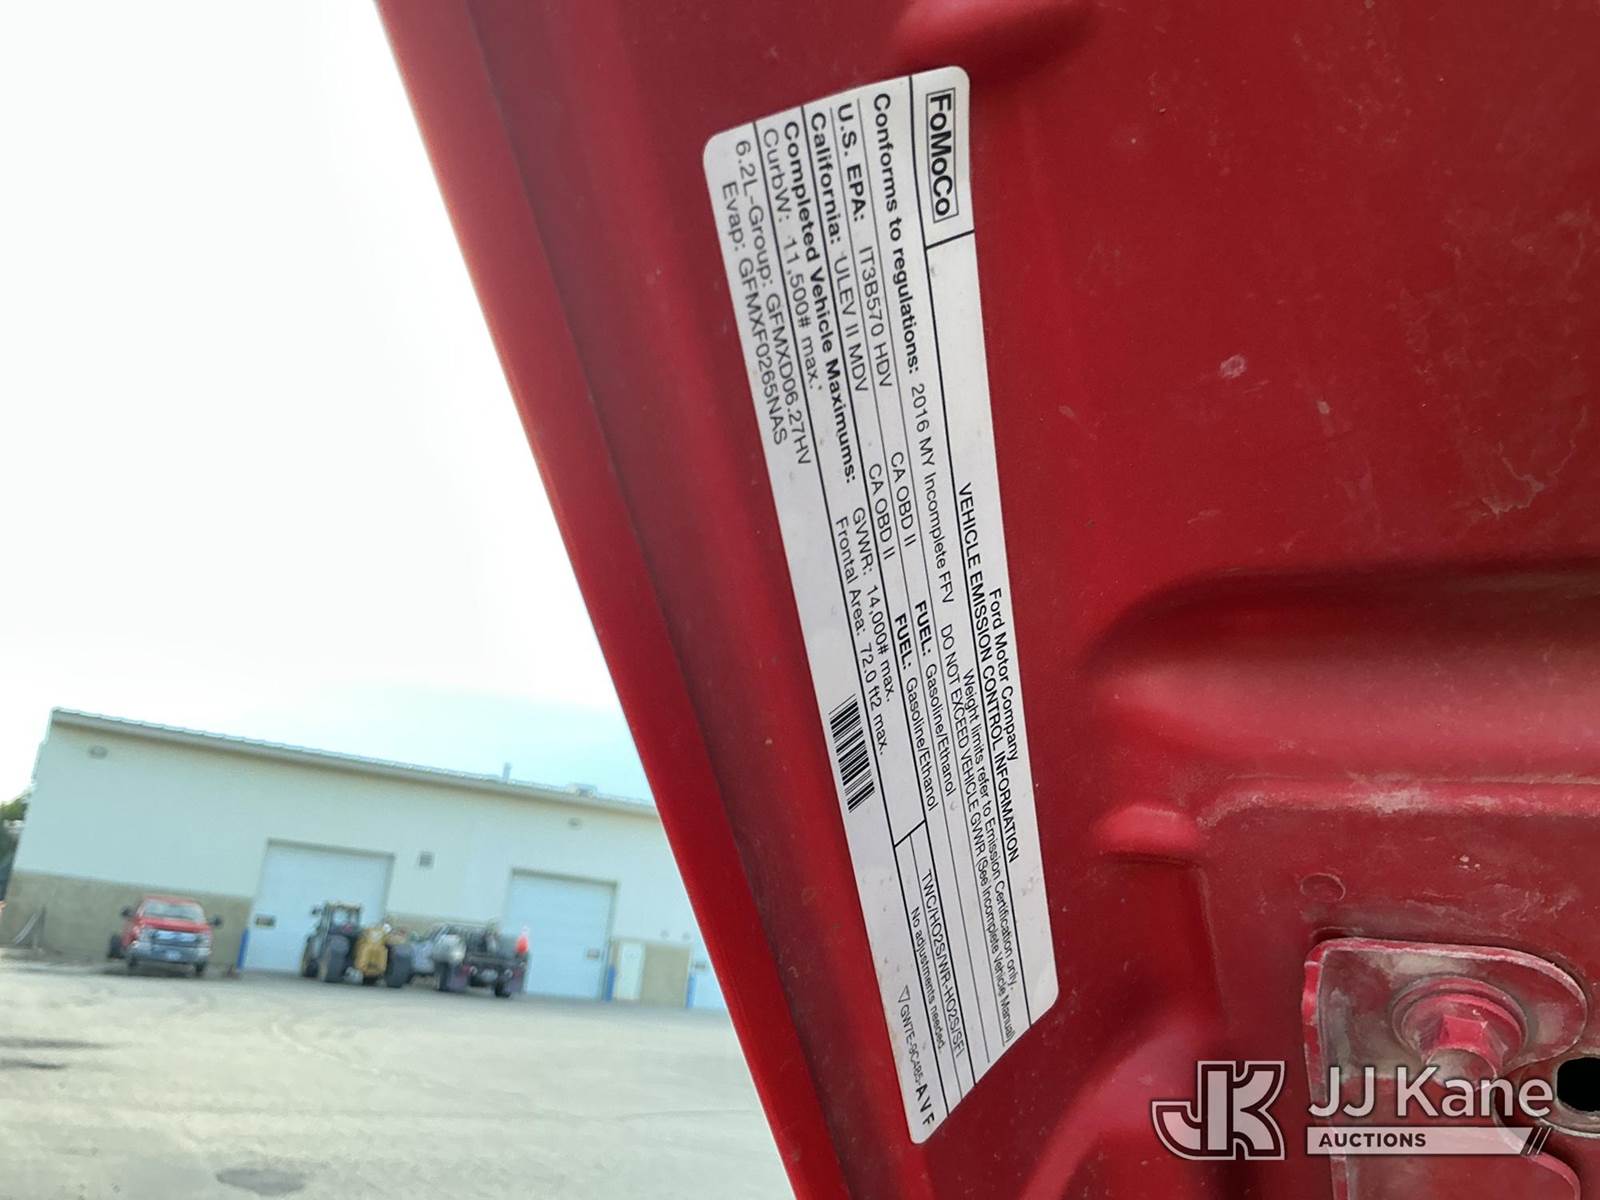 FoMoCo
Ford Motor Company
VEHICLE EMISSION CONTROL INFORMATION
Weight limits refer to Emission Certification only.
Conforms to regulations: 2016 MY Incomplete FFV DO NOT EXCEED VEHICLE GVWR (See Incomplete Vehicle Manual)
U.S. EPA: IT3B570 HDV CA OBD II FUEL: Gasoline/Ethanol TWC/HO2S/WR-HO2S/SFI
California: ULEV II MDV CA OBD II FUEL: Gasoline/Ethanol No adjustments needed.
Completed Vehicle Maximums: GVWR: 14,000# max.
CurbW: 11,500# max. Frontal Area: 72.0 ft2 max.
6.2L-Group: GFMXD06.27HV
Evap: GFMXF0265NAS
GW7E-9C485-AVF
JK JJ Kane
AUCTIONS